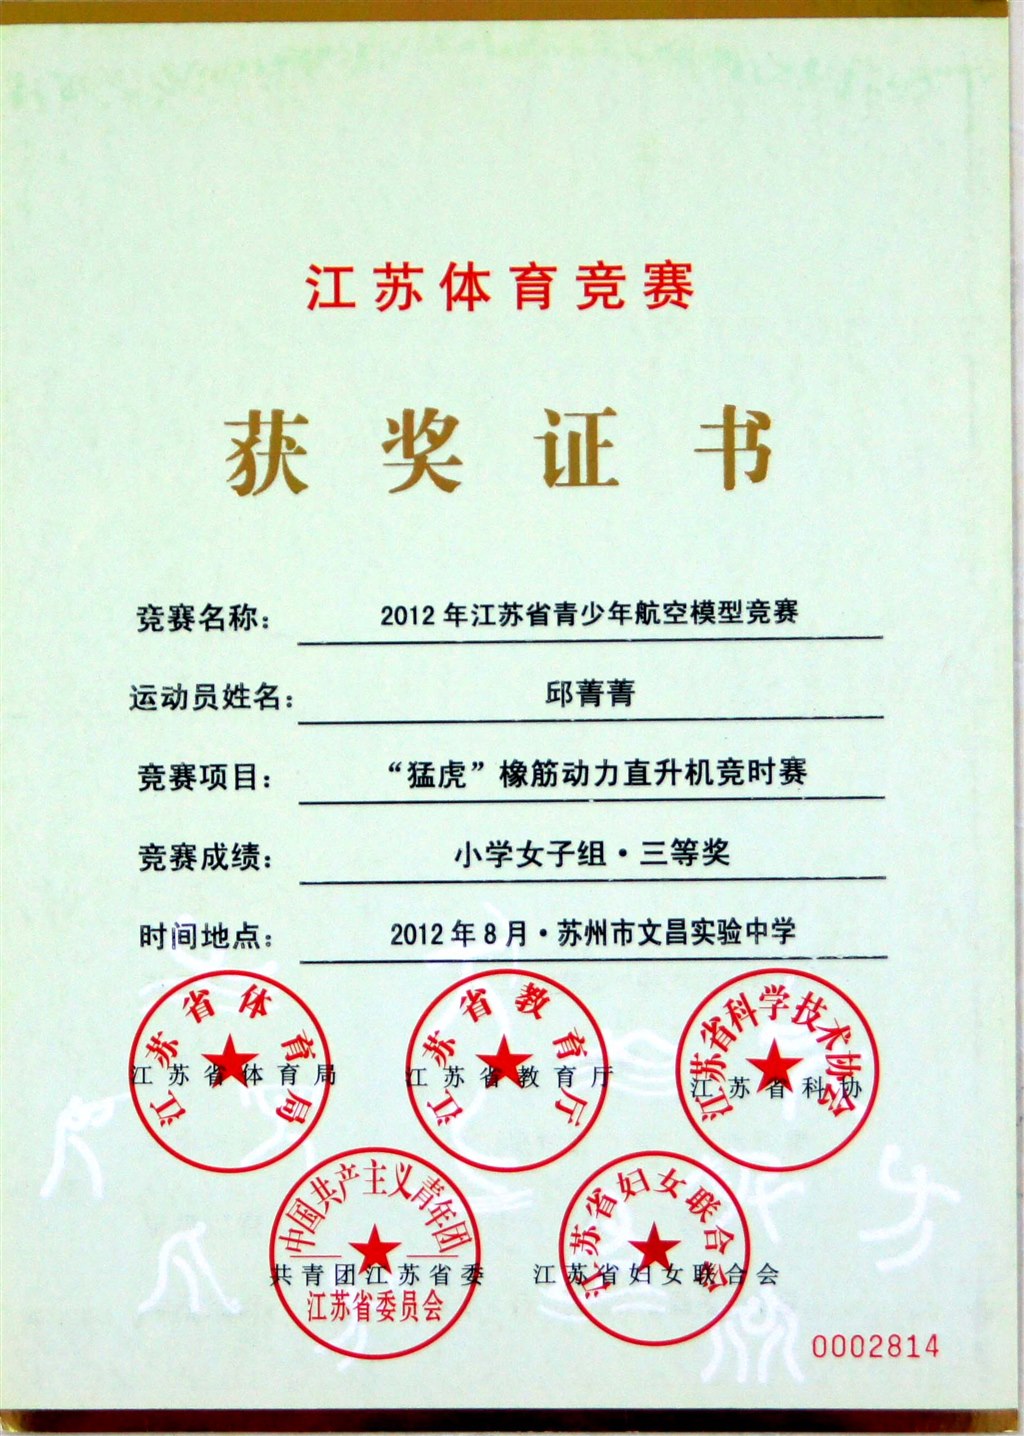 江苏体育竞赛
获奖证书
竞赛名称： 2012年江苏省青少年航空模型竞赛
运动员姓名： 邱菁菁
竞赛项目： “猛虎”橡筋动力直升机竞时赛
竞赛成绩： 小学女子组·三等奖
时间地点： 2012年8月·苏州市文昌实验中学
江苏省体育局
江苏省体育局
江苏省教育厅
江苏省教育厅
江苏省科学技术协会
江苏省科协
中国共产主义青年团
共青团江苏省委
江苏省委员会
江苏省妇女联合会
江苏省妇女联合会
0002814